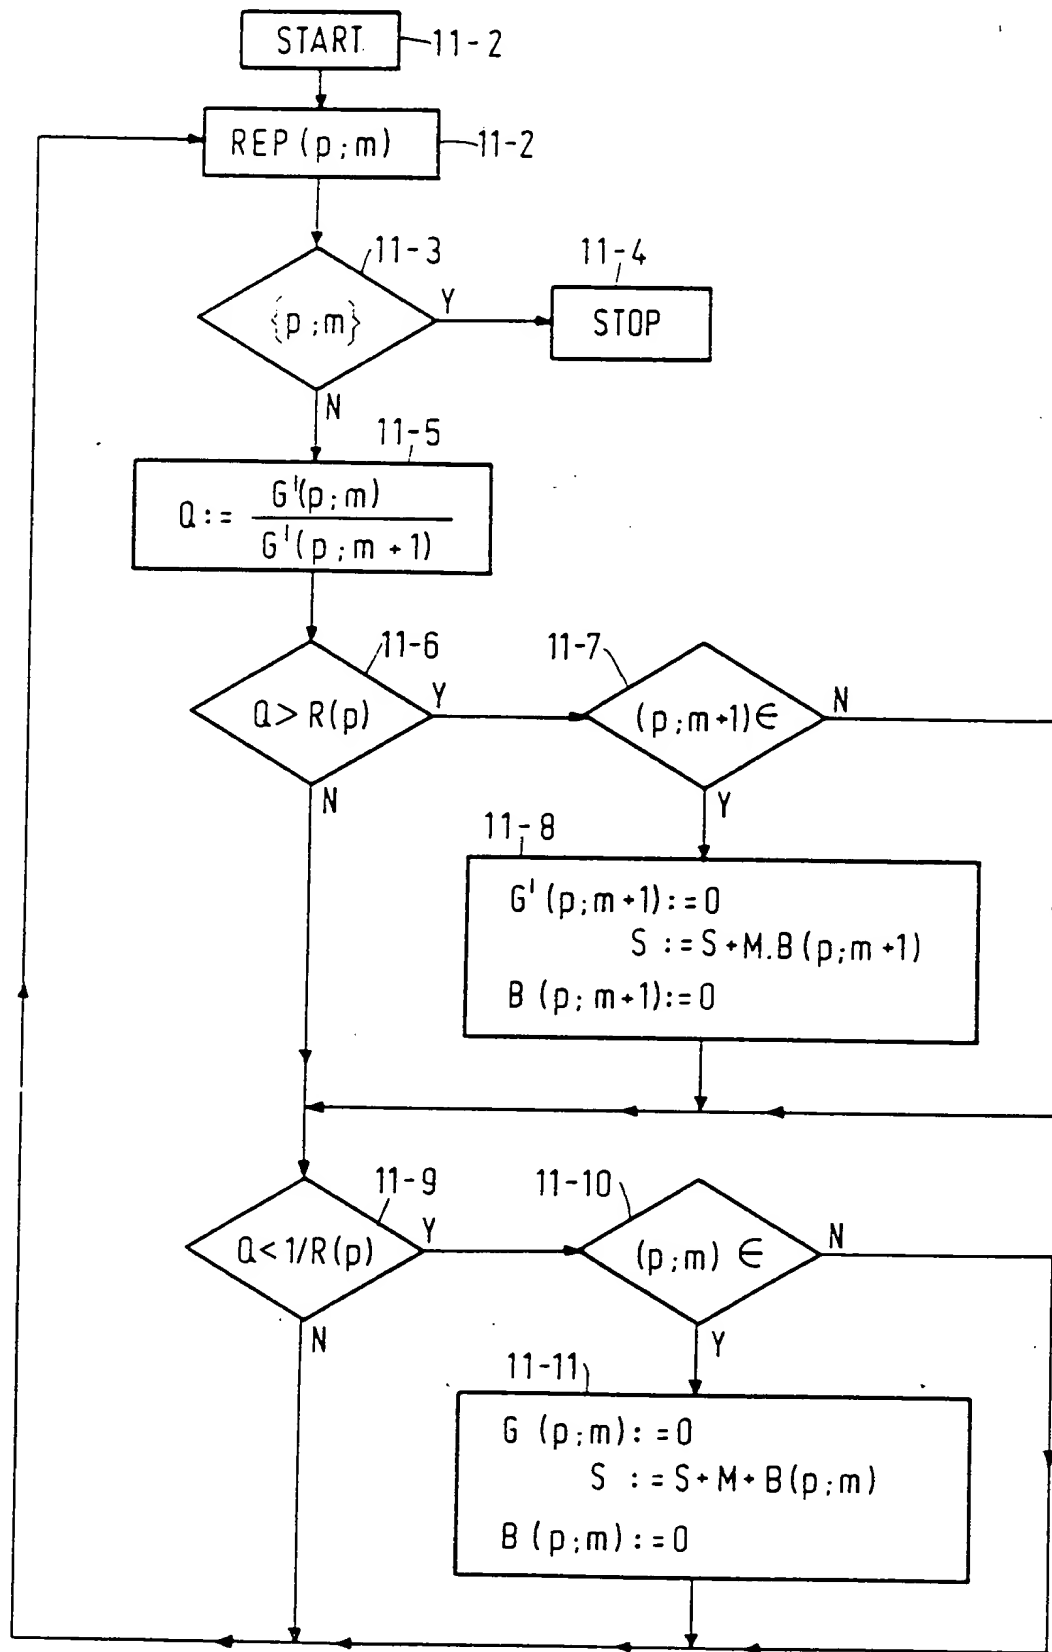 START 11-2
REP (p;m) 11-2
11-3 11-4
{p;m} Y STOP
N
11-5
Q := G'(p;m)
G'(p;m+1)
11-6 11-7
Q > R(p) Y (p;m+1) ∈ N
N Y
11-8
G' (p;m+1):=0
S := S+M.B(p;m+1)
B (p;m+1):=0
11-9 11-10
Q < 1/R(p) Y (p;m) ∈ N
N Y
11-11
G (p;m):=0
S := S+M+B(p;m)
B(p;m):=0